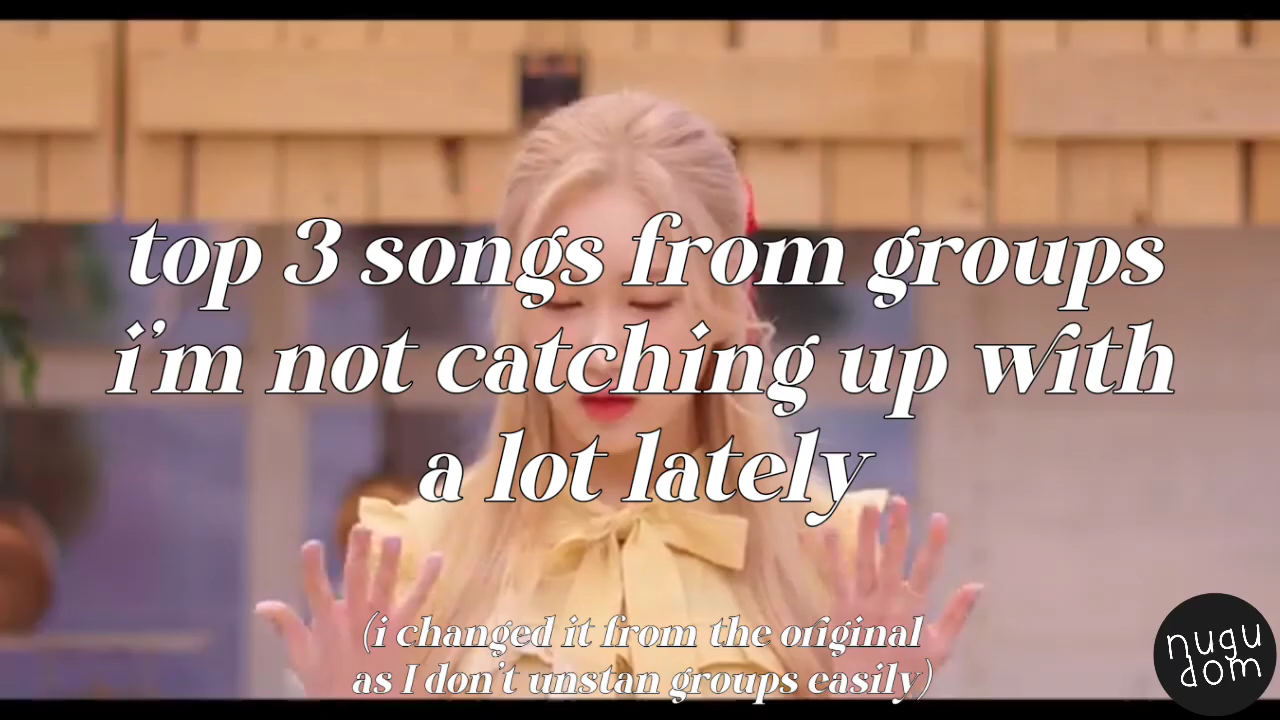 top 3 songs from groups
i'm not catching up with
a lot lately
(i changed it from the original
as I don't unstan groups easily)
nugu
dom